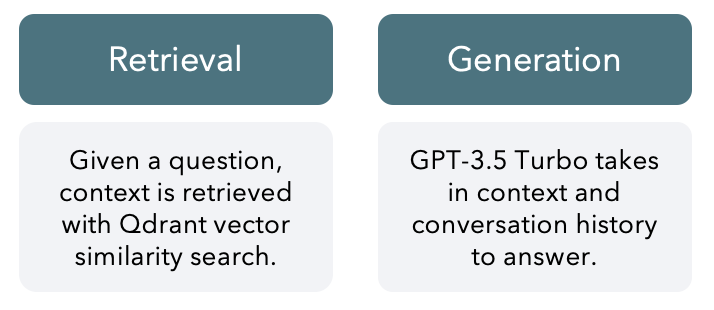 Retrieval
Given a question,
context is retrieved
with Qdrant vector
similarity search.
Generation
GPT-3.5 Turbo takes
in context and
conversation history
to answer.